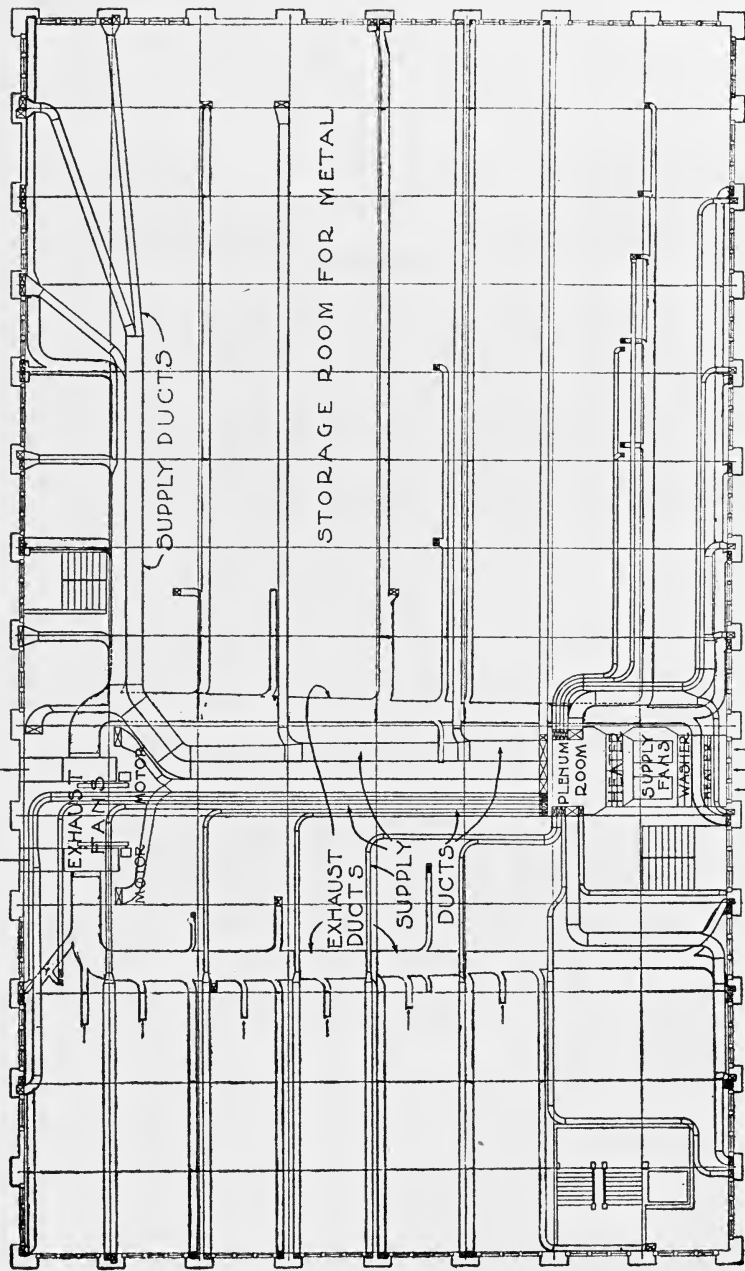 STORAGE ROOM FOR METAL
SUPPLY DUCTS
EXHAUST
FANS
MOTOR
MOTOR
EXHAUST
DUCTS
SUPPLY
DUCTS
PLENUM
ROOM
HEATER
SUPPLY
FANS
WASHER
HEATER